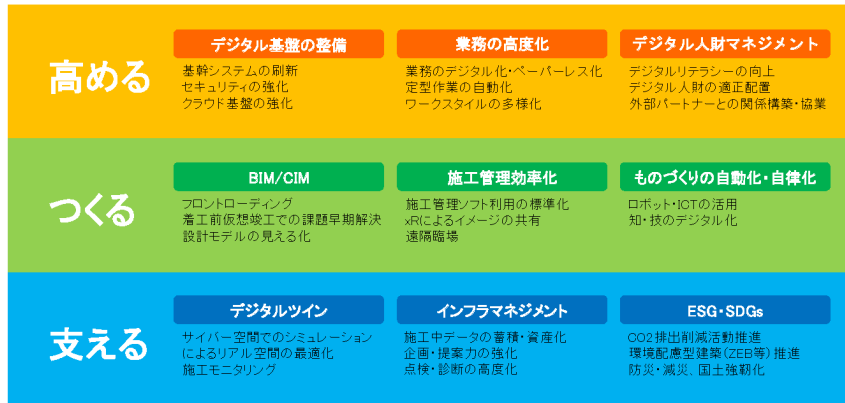 高める
デジタル基盤の整備
基幹システムの刷新
セキュリティの強化
クラウド基盤の強化
業務の高度化
業務のデジタル化・ペーパーレス化
定型作業の自動化
ワークスタイルの多様化
デジタル人財マネジメント
デジタルリテラシーの向上
デジタル人財の適正配置
外部パートナーとの関係構築・協業
つくる
BIM/CIM
フロントローディング
着工前仮想竣工での課題早期解決
設計モデルの見える化
施工管理効率化
施工管理ソフト利用の標準化
xRによるイメージの共有
遠隔臨場
ものづくりの自動化・自律化
ロボット・ICTの活用
知・技のデジタル化
支える
デジタルツイン
サイバー空間でのシミュレーション
によるリアル空間の最適化
施工モニタリング
インフラマネジメント
施工中データの蓄積・資産化
企画・提案力の強化
点検・診断の高度化
ESG・SDGs
CO2排出削減活動推進
環境配慮型建築(ZEB等)推進
防災・減災、国土強靭化